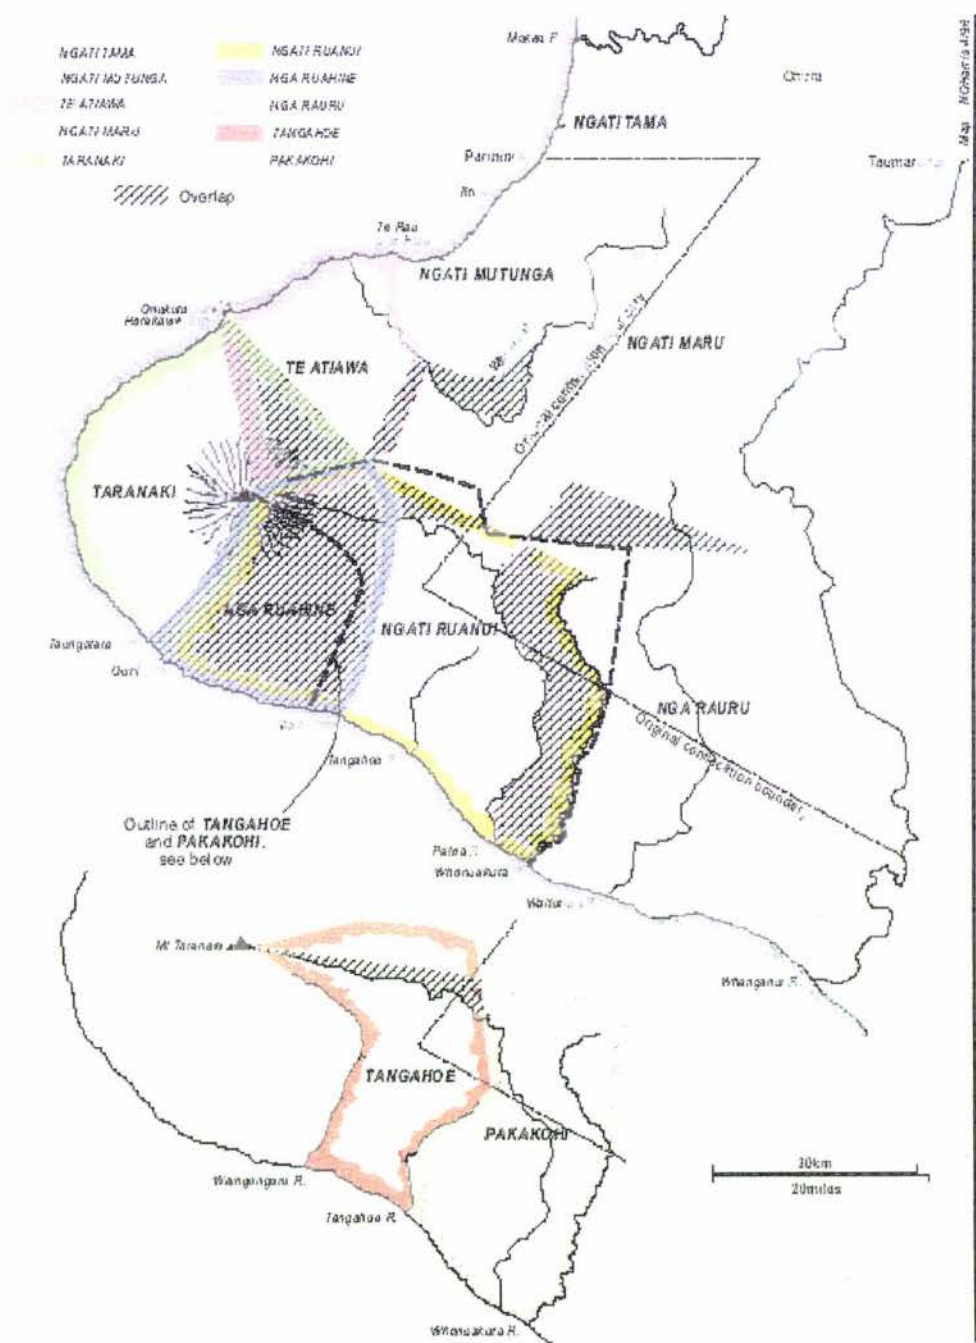 NGATI TAMA
NGATI MUTUNGA
TE ATIAWA
NGATI MARU
TARANAKI
NGATI RUANUI
NGA RUAHINE
NGA RAURU
TANGAHOE
PAKAKOHI
Overlap
NGATI TAMA
Te Rau
NGATI MUTUNGA
NGATI MARU
TE ATIAWA
TARANAKI
NGA RUAHINE
NGATI RUANUI
NGA RAURU
Original confiscation boundary
Original confiscation boundary
Taungatara
Tangahoe
Outline of TANGAHOE
and PAKAKOHI.
see below
Patea R.
Whenuakura
Whanganui R.
Mt Taranaki
TANGAHOE
PAKAKOHI
30km
20miles
Waingongoro R.
Tangahoe R.
Whenuakura R.